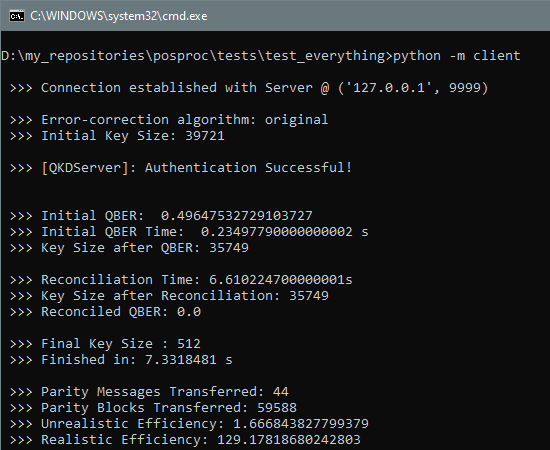 C:\WINDOWS\system32\cmd.exe
D:\my_repositories\posproc\tests\test_everything>python -m client
>>> Connection established with Server @ ('127.0.0.1', 9999)
>>> Error-correction algorithm: original
>>> Initial Key Size: 39721
>>> [QKDServer]: Authentication Successful!
>>> Initial QBER:  0.49647532729103727
>>> Initial QBER Time:  0.23497790000000002 s
>>> Key Size after QBER: 35749
>>> Reconciliation Time: 6.610224700000001s
>>> Key Size after Reconciliation: 35749
>>> Reconciled QBER: 0.0
>>> Final Key Size : 512
>>> Finished in: 7.3318481 s
>>> Parity Messages Transferred: 44
>>> Parity Blocks Transferred: 59588
>>> Unrealistic Efficiency: 1.666843827799379
>>> Realistic Efficiency: 129.17818680242803